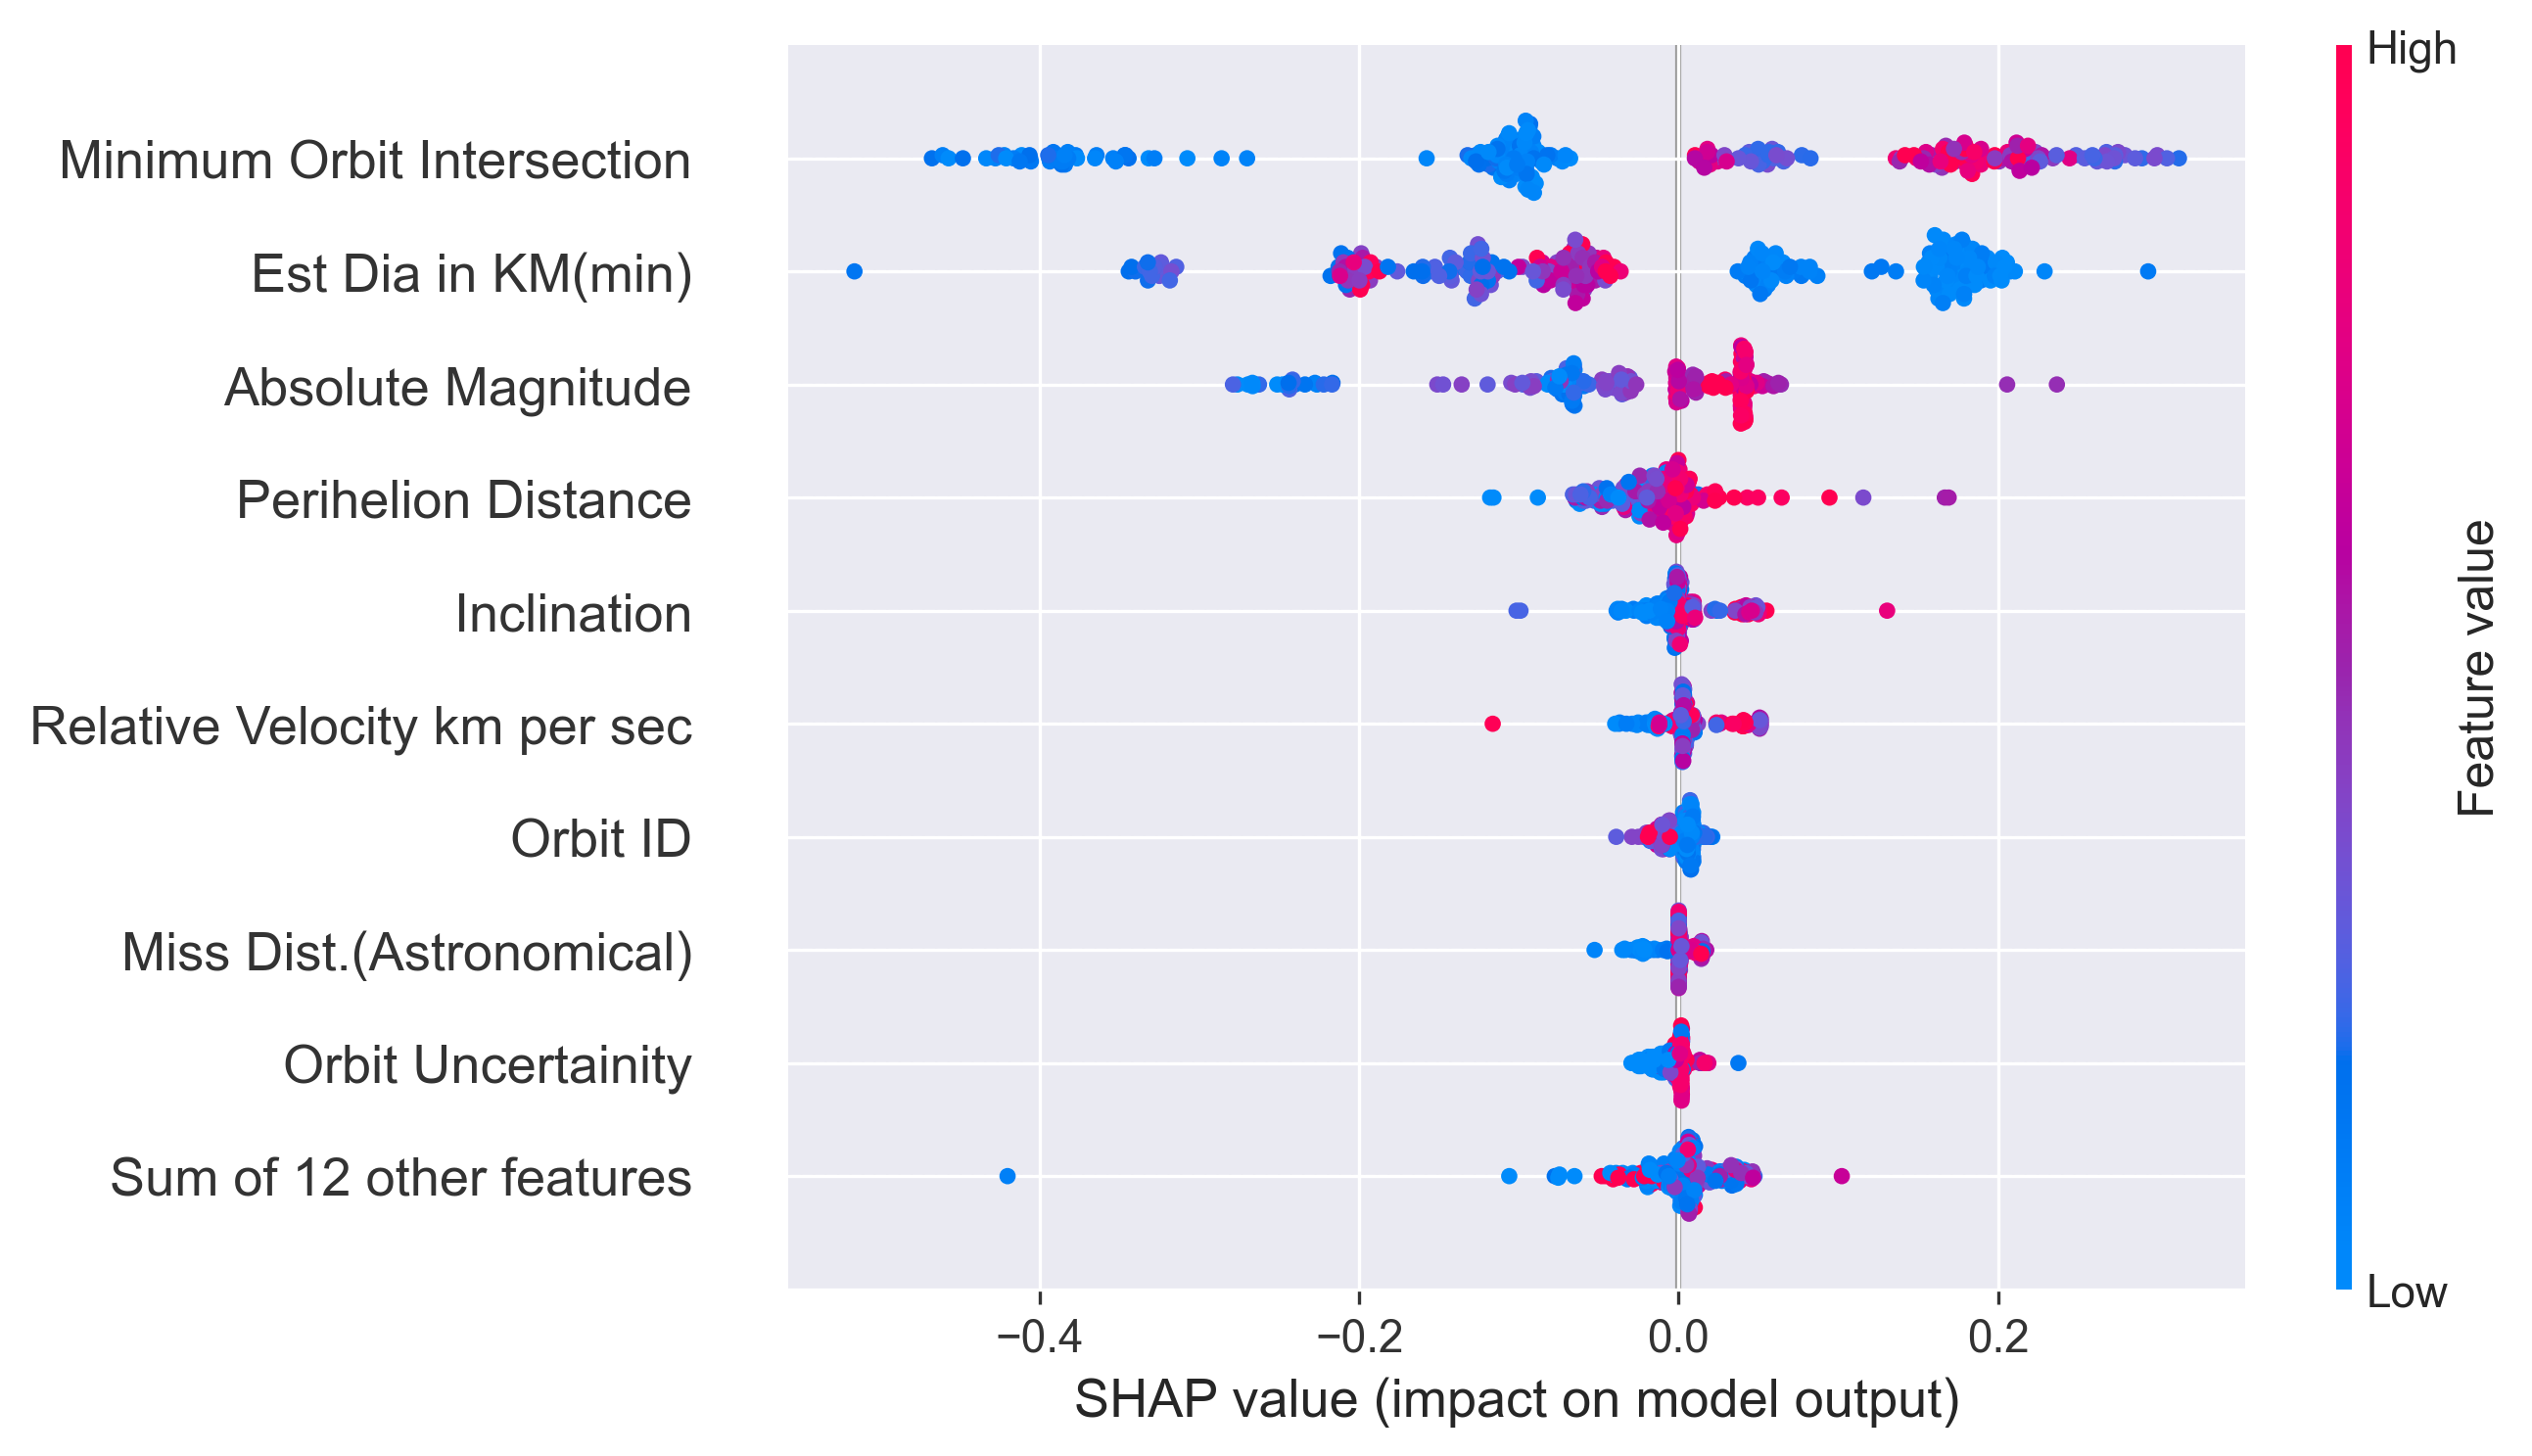 High
Minimum Orbit Intersection
Est Dia in KM(min)
Absolute Magnitude
Perihelion Distance
Inclination
Relative Velocity km per sec
Orbit ID
Miss Dist.(Astronomical)
Orbit Uncertainity
Sum of 12 other features
Feature value
Low
−0.4 −0.2 0.0 0.2
SHAP value (impact on model output)